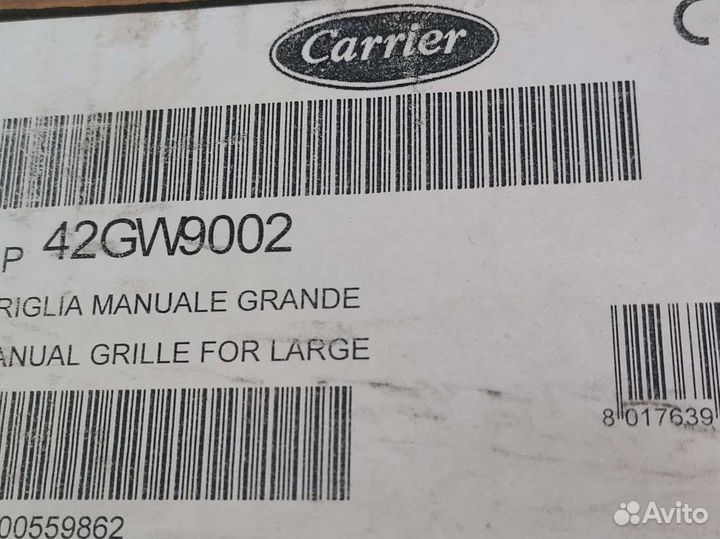 Carrier
C
P 42GW9002
RIGLIA MANUALE GRANDE
ANUAL GRILLE FOR LARGE
8 017639
00559862
Avito